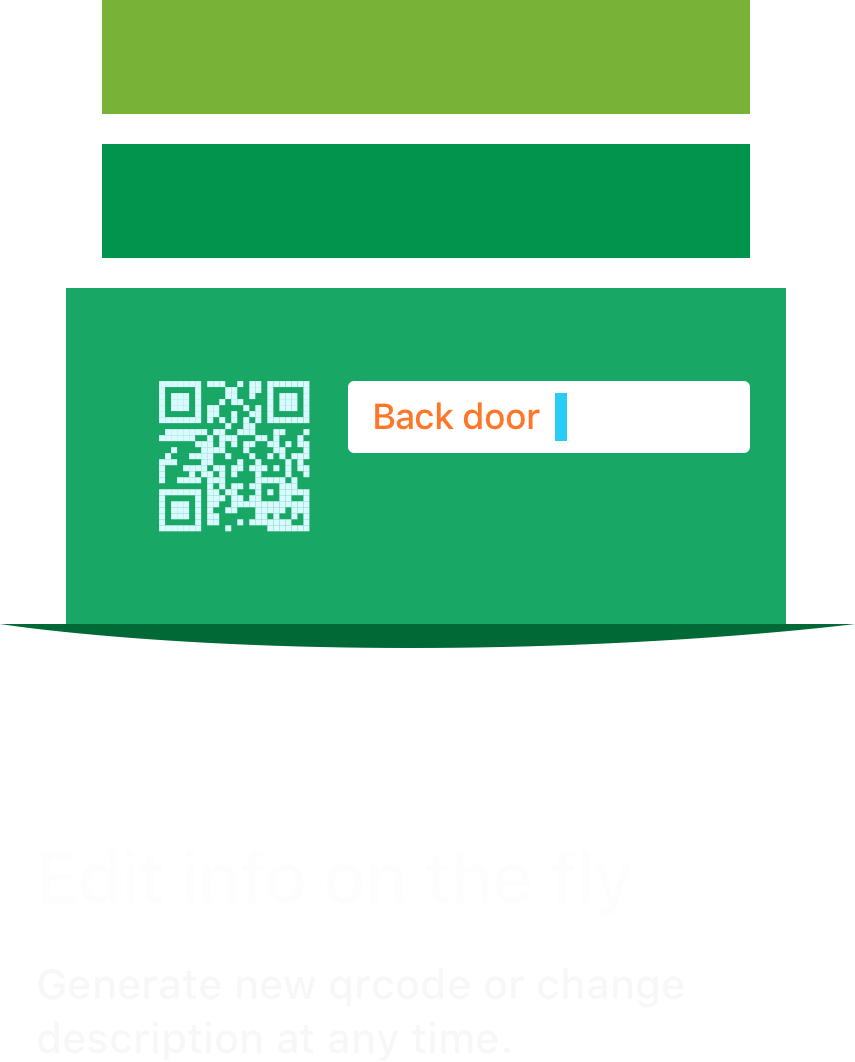 Back door
Edit info on the fly
Generate new qrcode or change
description at any time.